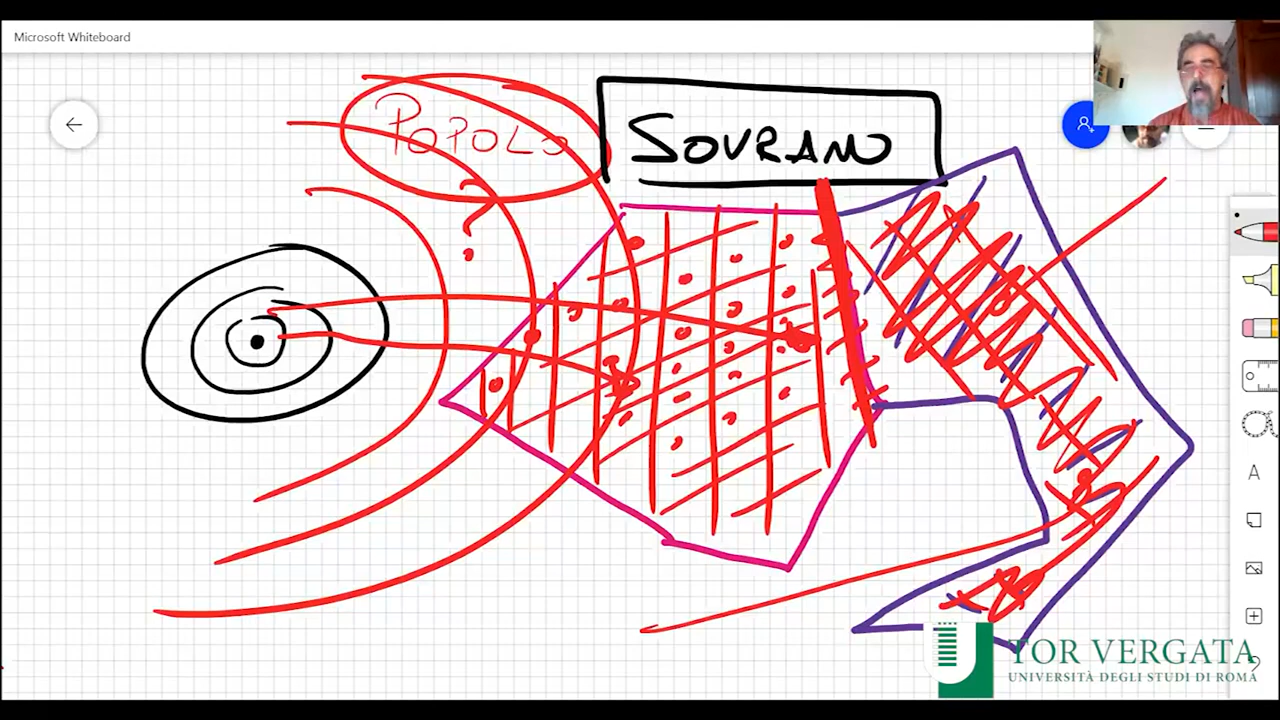 Microsoft Whiteboard
POPOLO
SOVRANO
?
A
TOR VERGATA
UNIVERSITÀ DEGLI STUDI DI ROMA